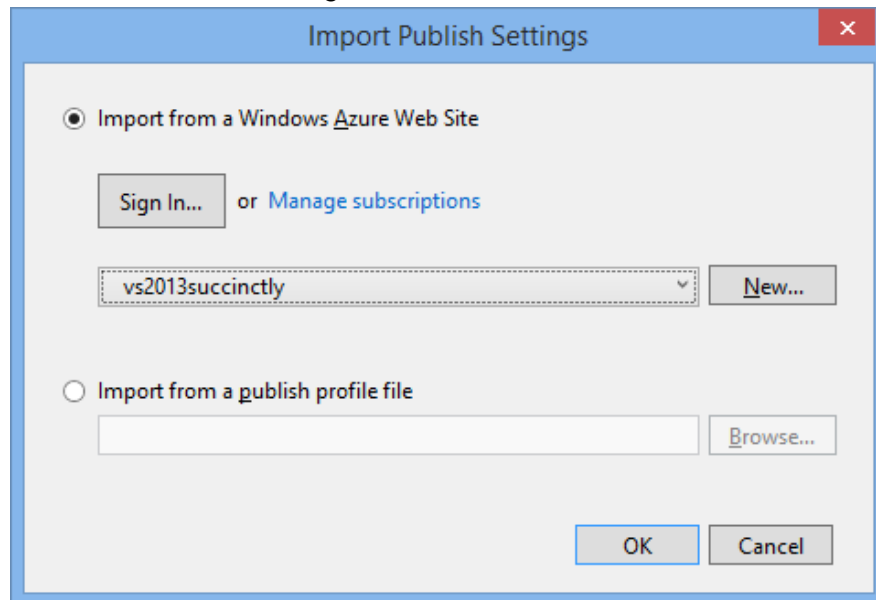 Import Publish Settings
Import from a Windows Azure Web Site
Sign In... or Manage subscriptions
vs2013succinctly New...
Import from a publish profile file
Browse...
OK Cancel